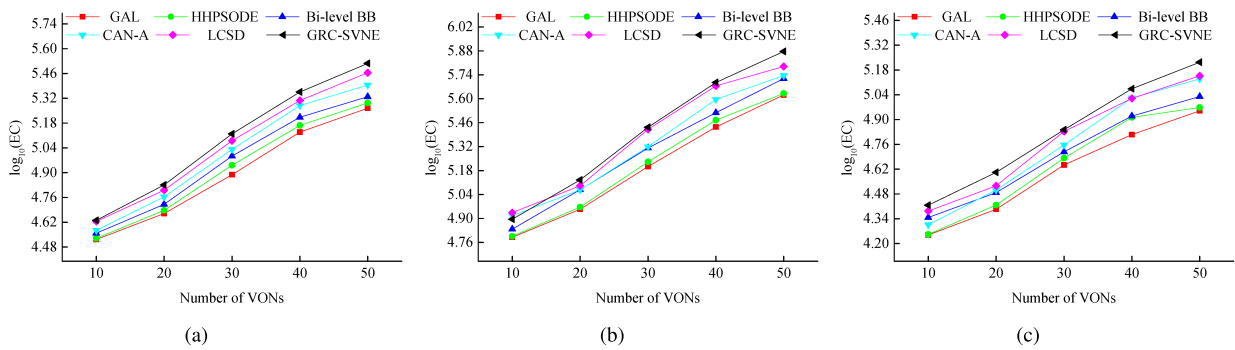 GAL HHPSODE Bi-level BB
CAN-A LCSD GRC-SVNE
log10(EC)
5.74
5.60
5.46
5.32
5.18
5.04
4.90
4.76
4.62
4.48
10 20 30 40 50
Number of VONs
(a)
GAL HHPSODE Bi-level BB
CAN-A LCSD GRC-SVNE
log10(EC)
6.02
5.88
5.74
5.60
5.46
5.32
5.18
5.04
4.90
4.76
10 20 30 40 50
Number of VONs
(b)
GAL HHPSODE Bi-level BB
CAN-A LCSD GRC-SVNE
log10(EC)
5.46
5.32
5.18
5.04
4.90
4.76
4.62
4.48
4.34
4.20
10 20 30 40 50
Number of VONs
(c)